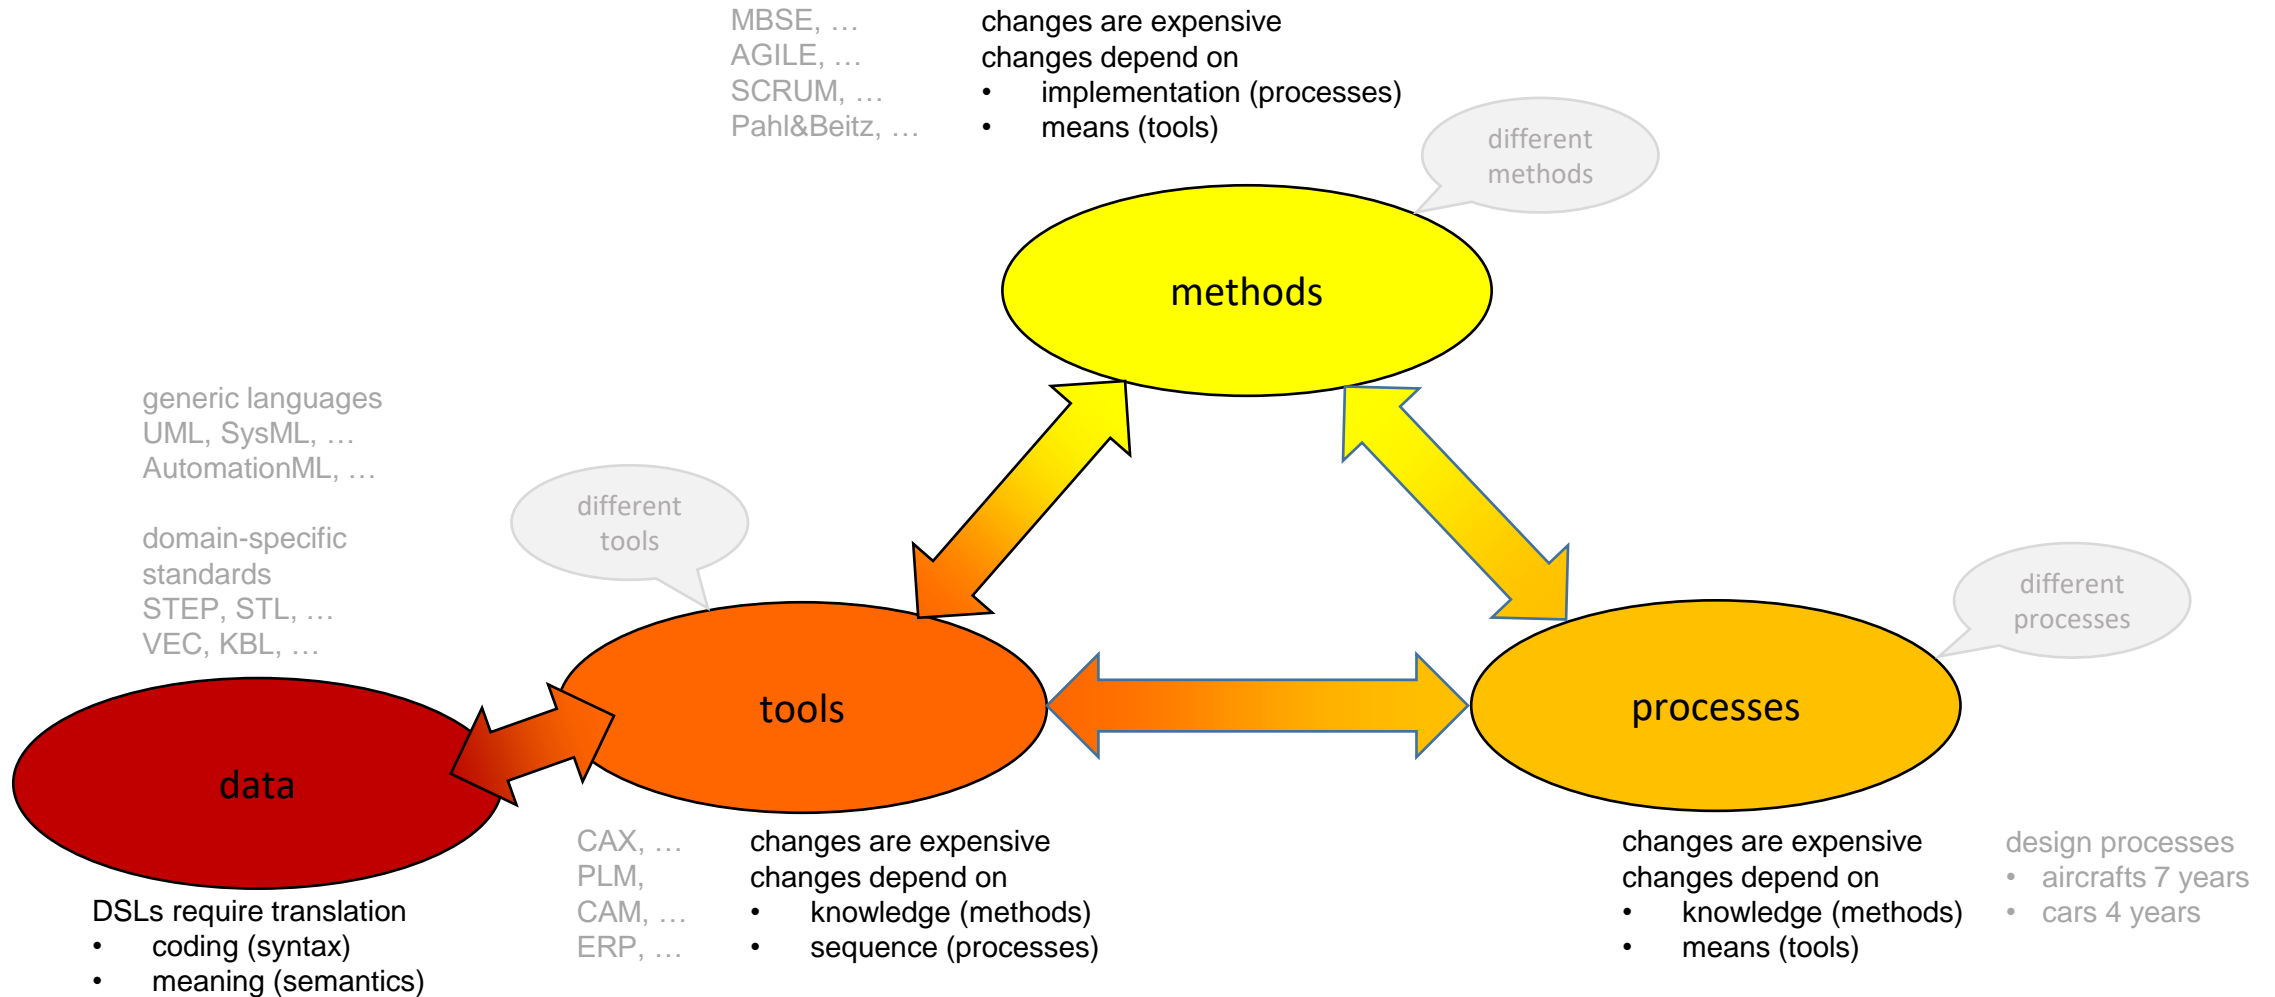 MBSE, …
AGILE, …
SCRUM, …
Pahl&Beitz, …
changes are expensive
changes depend on
• implementation (processes)
• means (tools)
different
methods
methods
generic languages
UML, SysML, …
AutomationML, …
domain-specific
standards
STEP, STL, …
VEC, KBL, …
different
tools
different
processes
data
tools
processes
DSLs require translation
• coding (syntax)
• meaning (semantics)
CAX, …
PLM,
CAM, …
ERP, …
changes are expensive
changes depend on
• knowledge (methods)
• sequence (processes)
changes are expensive
changes depend on
• knowledge (methods)
• means (tools)
design processes
• aircrafts 7 years
• cars 4 years